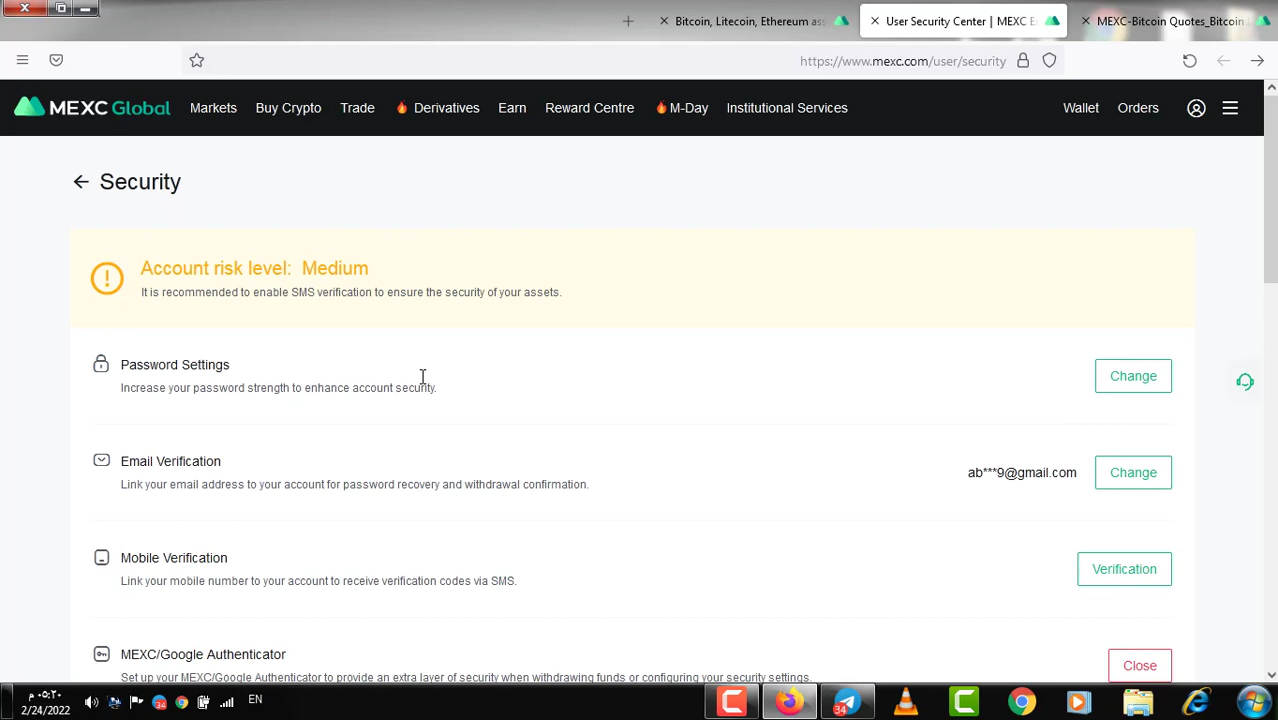 Bitcoin, Litecoin, Ethereum ass
User Security Center | MEXC E
MEXC-Bitcoin Quotes_Bitcoin
https://www.mexc.com/user/security
MEXC Global
Markets
Buy Crypto
Trade
Derivatives
Earn
Reward Centre
M-Day
Institutional Services
Wallet
Orders
Security
Account risk level: Medium
It is recommended to enable SMS verification to ensure the security of your assets.
Password Settings
Increase your password strength to enhance account security.
Change
Email Verification
Link your email address to your account for password recovery and withdrawal confirmation.
ab***9@gmail.com
Change
Mobile Verification
Link your mobile number to your account to receive verification codes via SMS.
Verification
MEXC/Google Authenticator
Set up your MEXC/Google Authenticator to provide an extra layer of security when withdrawing funds or configuring your security settings.
Close
م ٠٥:٢٠
2/24/2022
34
EN
34